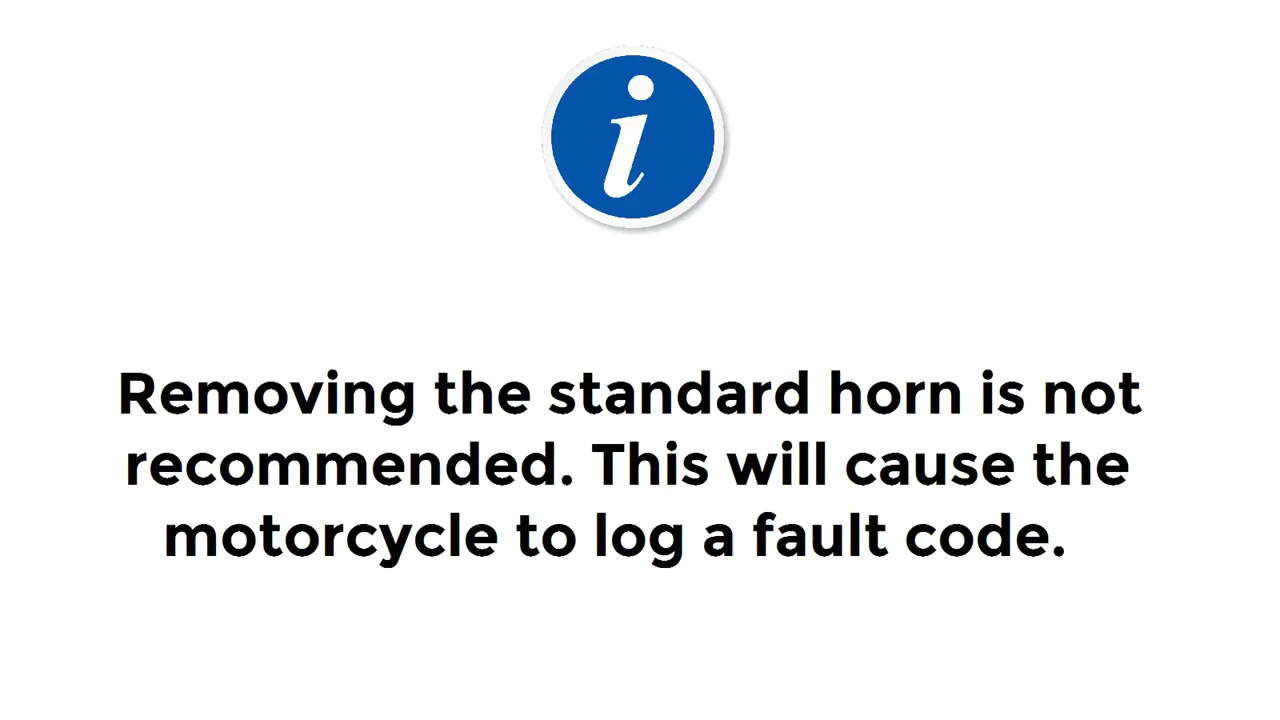 i
Removing the standard horn is not
recommended. This will cause the
motorcycle to log a fault code.